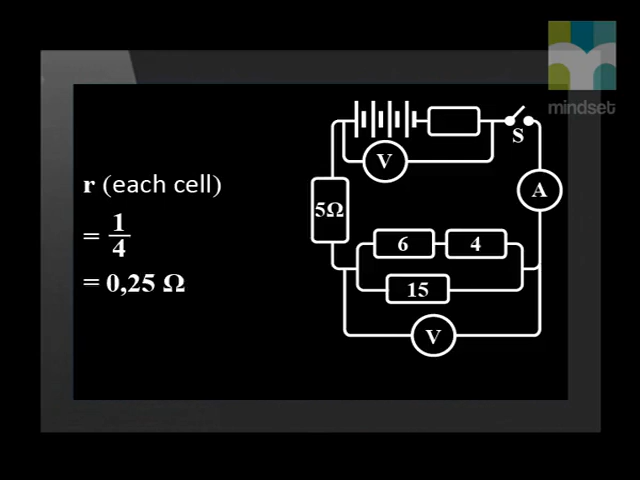 mindset
r (each cell)
= 1/4
= 0,25 Ω
S
V
A
5Ω
6 4
15
V